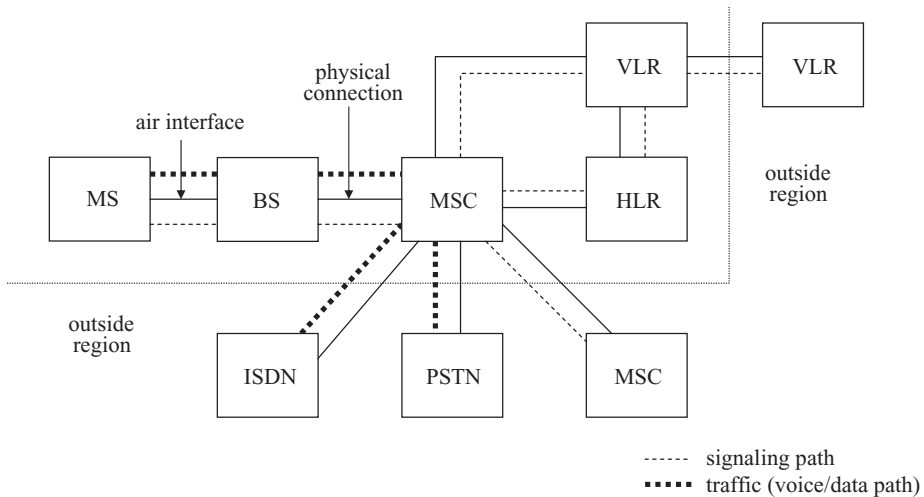 VLR
VLR
physical
connection
air interface
MS
BS
MSC
HLR
outside
region
outside
region
ISDN
PSTN
MSC
signaling path
traffic (voice/data path)